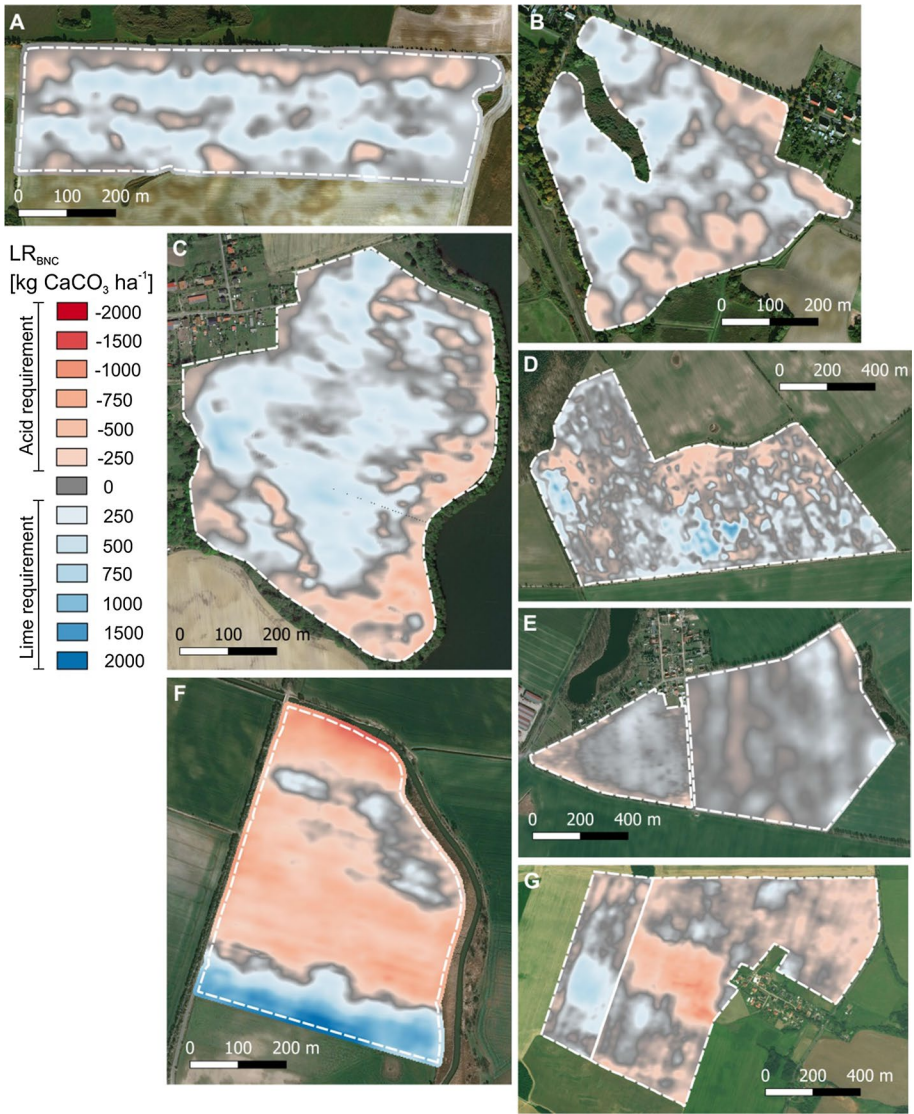 A
0 100 200 m
B
0 100 200 m
LR BNC
[kg CaCO₃ ha⁻¹]
Acid requirement
-2000
-1500
-1000
-750
-500
-250
0
Lime requirement
250
500
750
1000
1500
2000
C
0 100 200 m
D
0 200 400 m
E
0 200 400 m
F
0 100 200 m
G
0 200 400 m